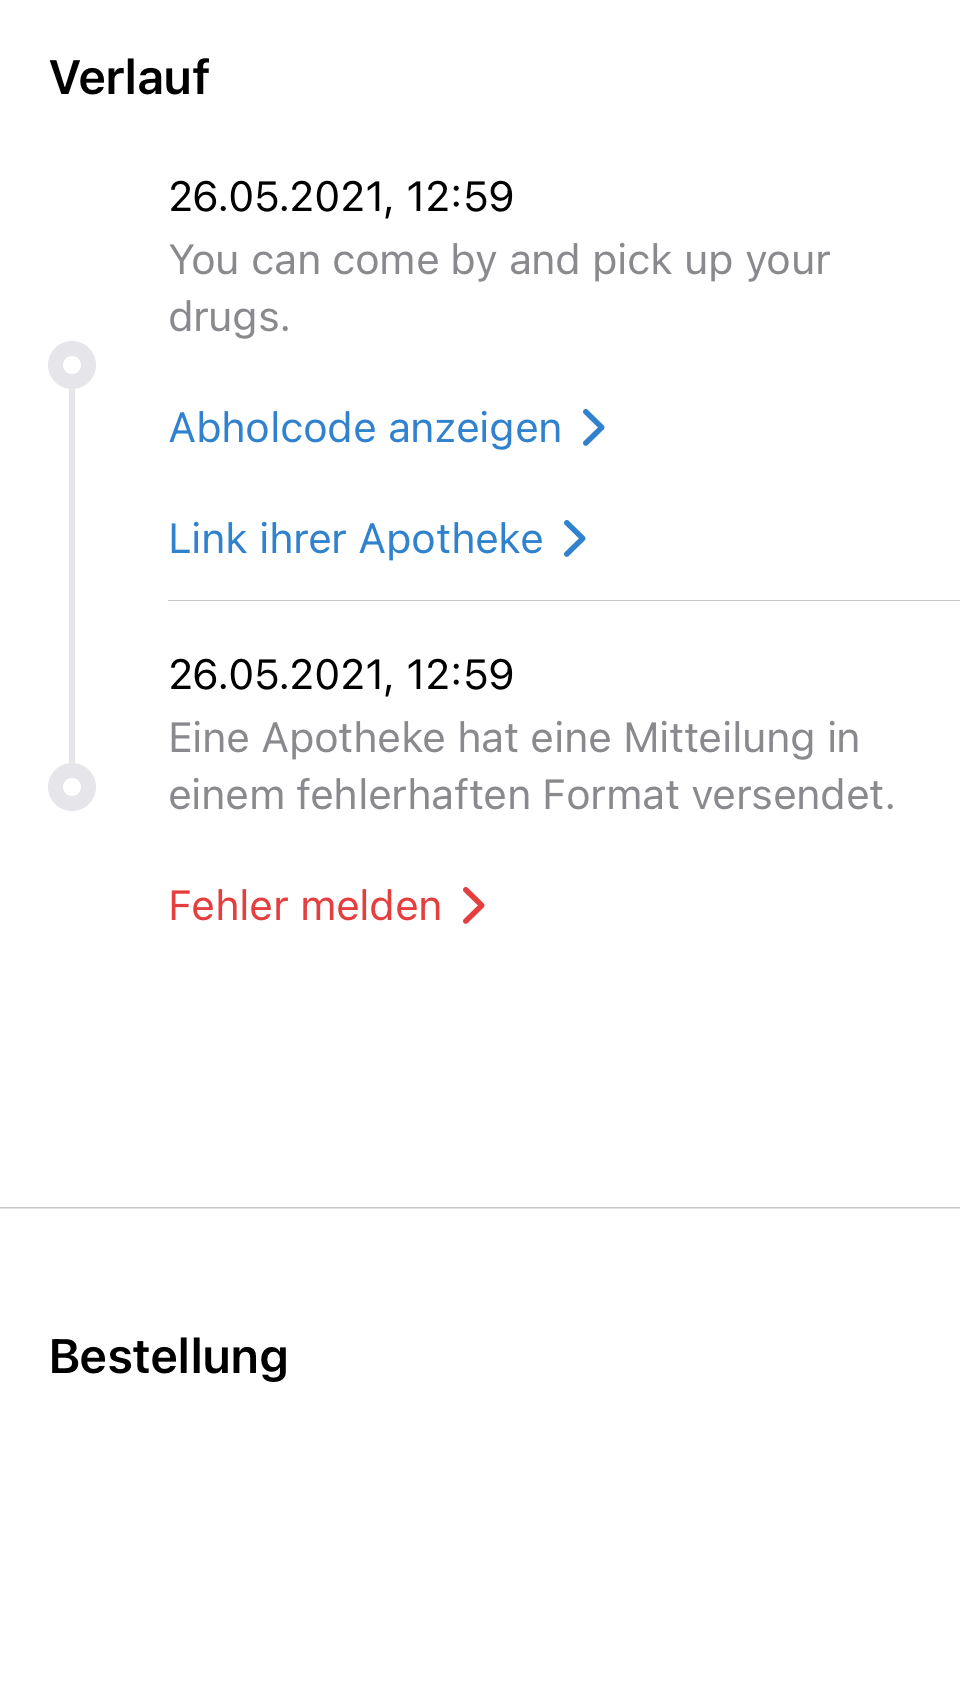 Verlauf
26.05.2021, 12:59
You can come by and pick up your
drugs.
Abholcode anzeigen
Link ihrer Apotheke
26.05.2021, 12:59
Eine Apotheke hat eine Mitteilung in
einem fehlerhaften Format versendet.
Fehler melden
Bestellung